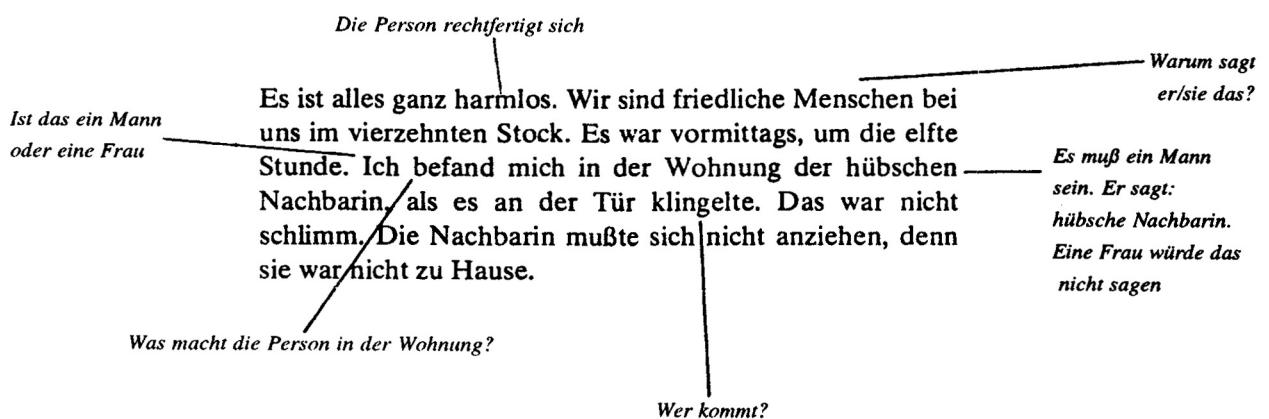 Die Person rechtfertigt sich
Warum sagt
er/sie das?
Ist das ein Mann
oder eine Frau
Es ist alles ganz harmlos. Wir sind friedliche Menschen bei
uns im vierzehnten Stock. Es war vormittags, um die elfte
Stunde. Ich befand mich in der Wohnung der hübschen
Nachbarin, als es an der Tür klingelte. Das war nicht
schlimm. Die Nachbarin mußte sich nicht anziehen, denn
sie war nicht zu Hause.
Es muß ein Mann
sein. Er sagt:
hübsche Nachbarin.
Eine Frau würde das
nicht sagen
Was macht die Person in der Wohnung?
Wer kommt?